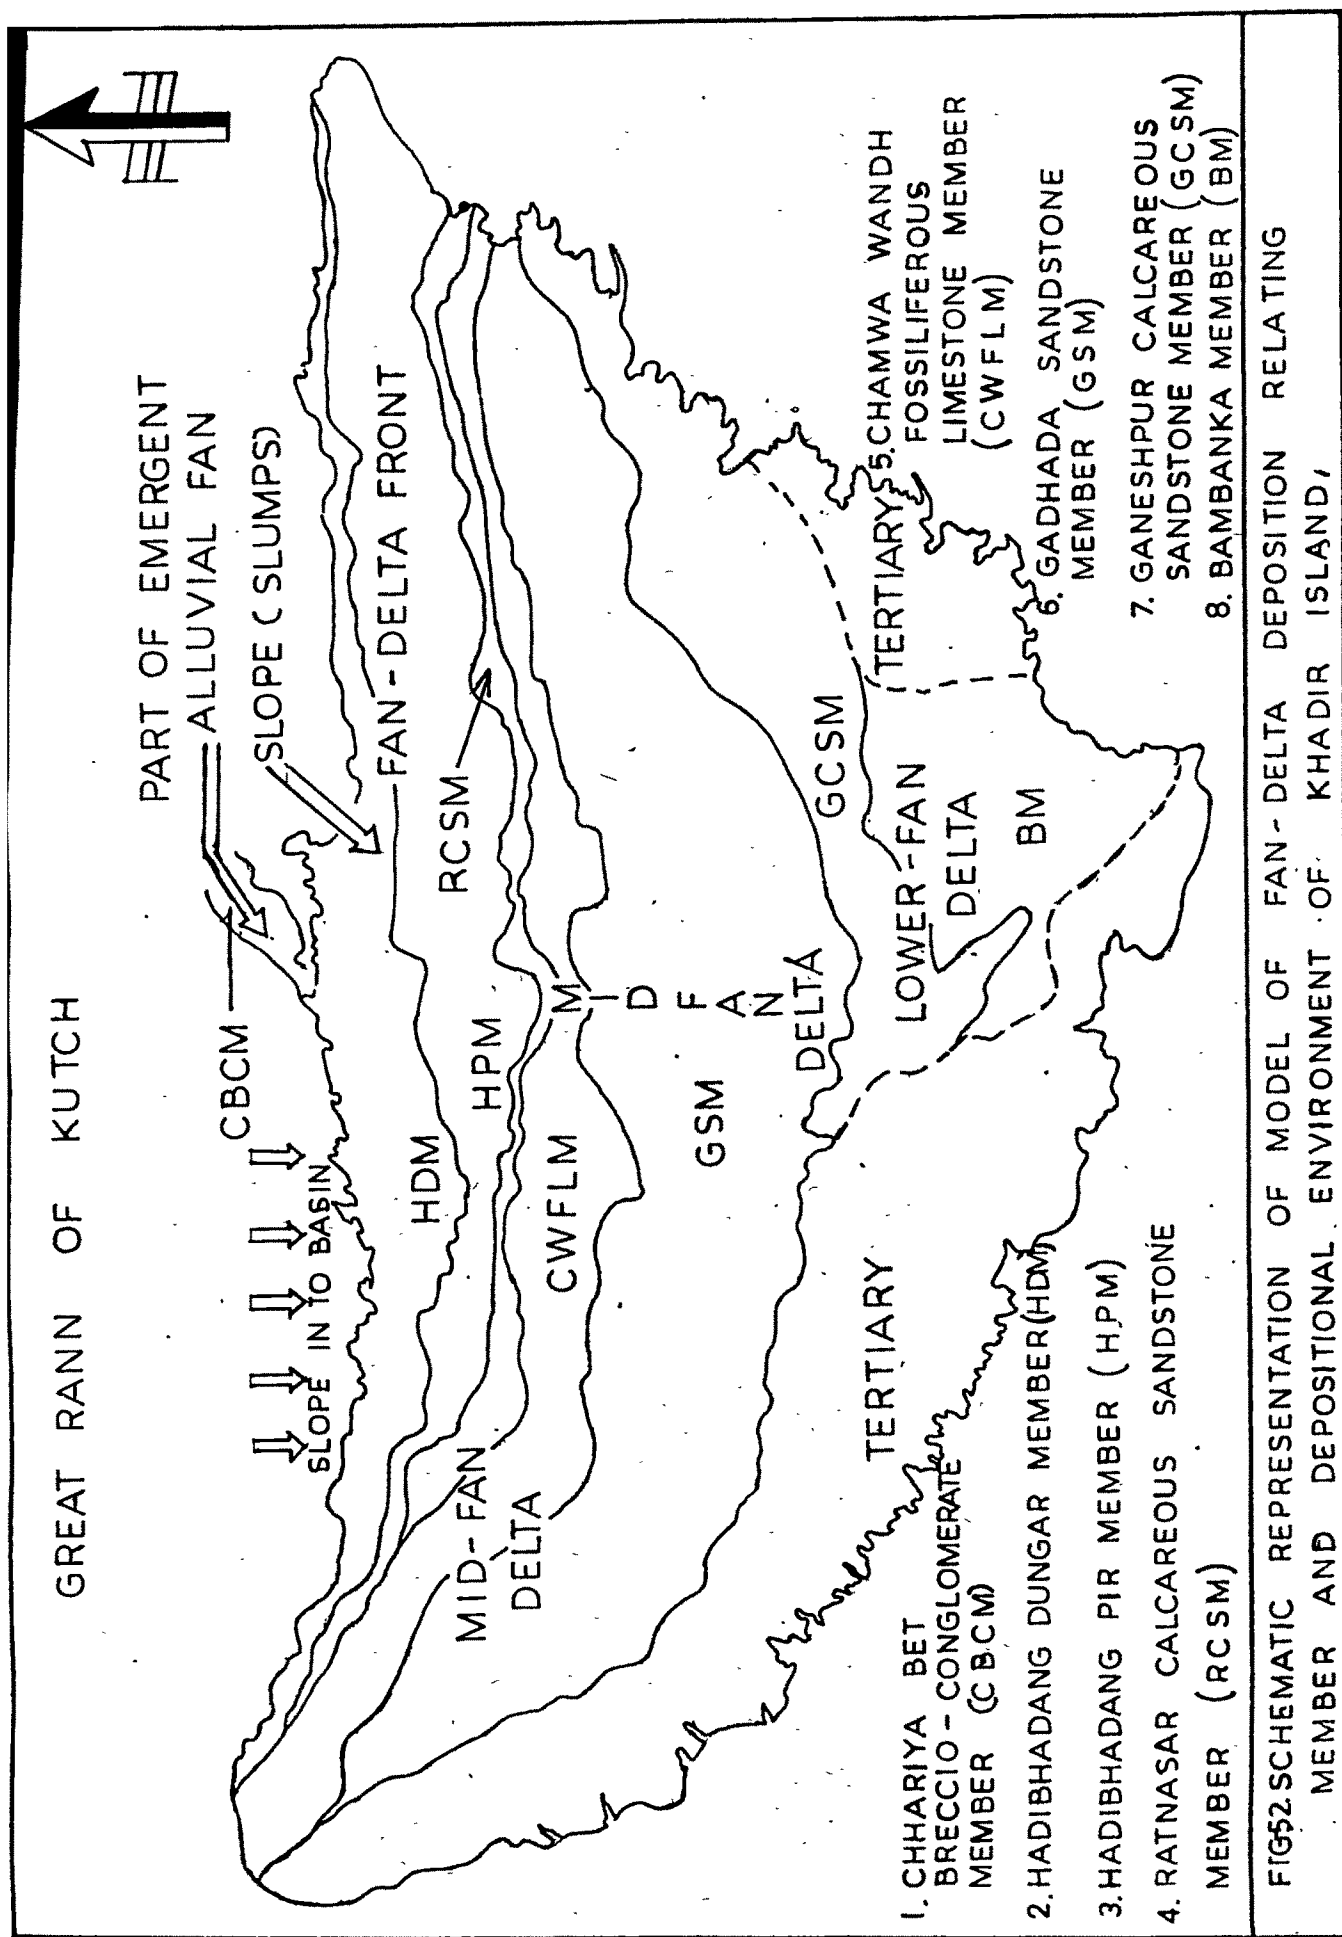 GREAT RANN OF KUTCH
PART OF EMERGENT
ALLUVIAL FAN
SLOPE (SLUMPS)
CBCM
SLOPE IN TO BASIN
FAN-DELTA FRONT
HDM
RCSM
HPM
MID-FAN
DELTA
CWFLM
MID FAN
DELTA
GSM
GCSM
TERTIARY
LOWER-FAN
DELTA
BM
TERTIARY
1. CHHARIYA BET
BRECCIO-CONGLOMERATE
MEMBER (CBCM)
2. HADIBHADANG DUNGAR MEMBER(HDM)
3. HADIBHADANG PIR MEMBER (HPM)
4. RATNASAR CALCAREOUS SANDSTONE
MEMBER (RCSM)
5. CHAMWA WANDH
FOSSILIFEROUS
LIMESTONE MEMBER
(CWFLM)
6. GADHADA SANDSTONE
MEMBER (GSM)
7. GANESHPUR CALCAREOUS
SANDSTONE MEMBER (GCSM)
8. BAMBANKA MEMBER (BM)
FIG52. SCHEMATIC REPRESENTATION OF MODEL OF FAN-DELTA DEPOSITION RELATING
MEMBER AND DEPOSITIONAL ENVIRONMENT OF KHADIR ISLAND,